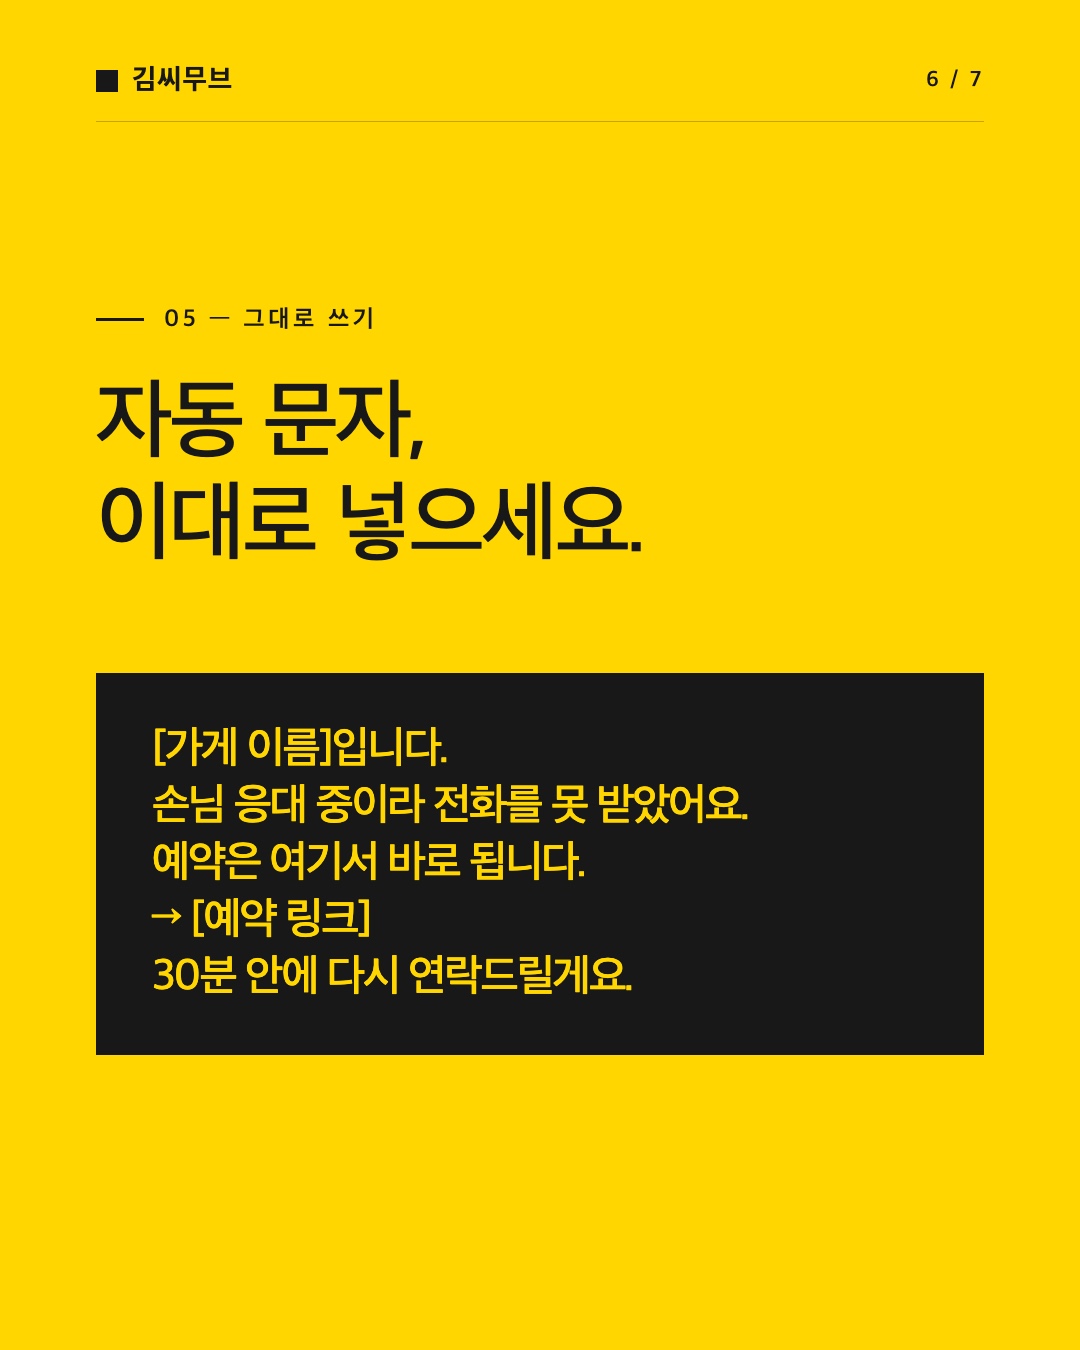 김씨무브
6 / 7
05 — 그대로 쓰기
자동 문자,
이대로 넣으세요.
[가게 이름]입니다.
손님 응대 중이라 전화를 못 받았어요.
예약은 여기서 바로 됩니다.
→ [예약 링크]
30분 안에 다시 연락드릴게요.